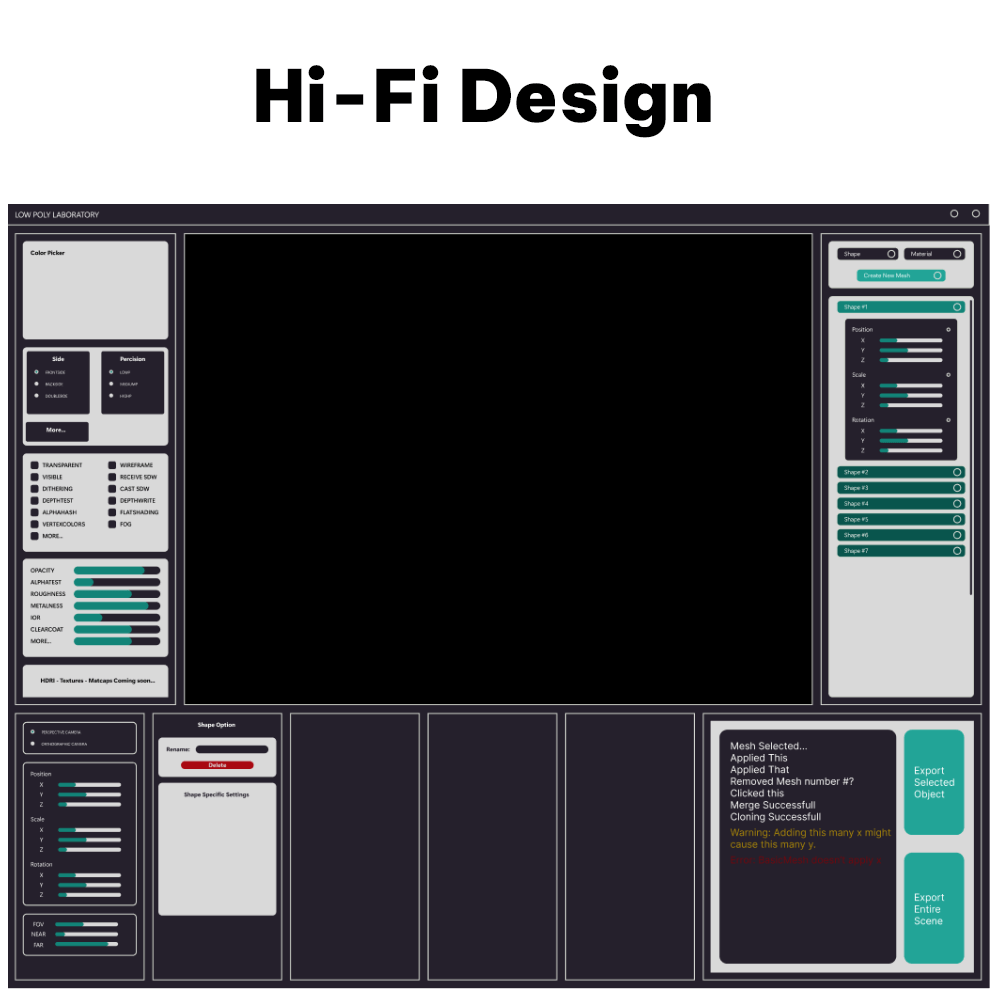 Hi-Fi Design
LOW POLY LABORATORY
Color Picker
Side
Percision
BACKSIDE
DOUBLESIDE
LOWP
MEDIUMP
HIGHP
More...
TRANSPARENT
WIREFRAME
VISIBLE
RECEIVE SDW
DITHERING
CAST SDW
DEPTHTEST
DEPTHWRITE
ALPHAHASH
FLATSHADING
VERTEXCOLORS
FOG
MORE...
OPACITY
ALPHATEST
ROUGHNESS
METALNESS
IOR
CLEARCOAT
MORE...
HDRI - Textures - Matcaps Coming soon...
Shape
Material
Create New Mesh
Shape #1
Position
X
Y
Z
Scale
X
Y
Z
Rotation
X
Y
Z
Shape #2
Shape #3
Shape #4
Shape #5
Shape #6
Shape #7
PERSPECTIVE CAMERA
ORTHOGRAPHIC CAMERA
Position
X
Y
Z
Scale
X
Y
Z
Rotation
X
Y
Z
FOV
NEAR
FAR
Shape Option
Rename:
Delete
Shape Specific Settings
Mesh Selected...
Applied This
Applied That
Removed Mesh number #?
Clicked this
Merge Successfull
Cloning Successfull
Warning: Adding this many x might
cause this many y.
Export
Selected
Object
Export
Entire
Scene